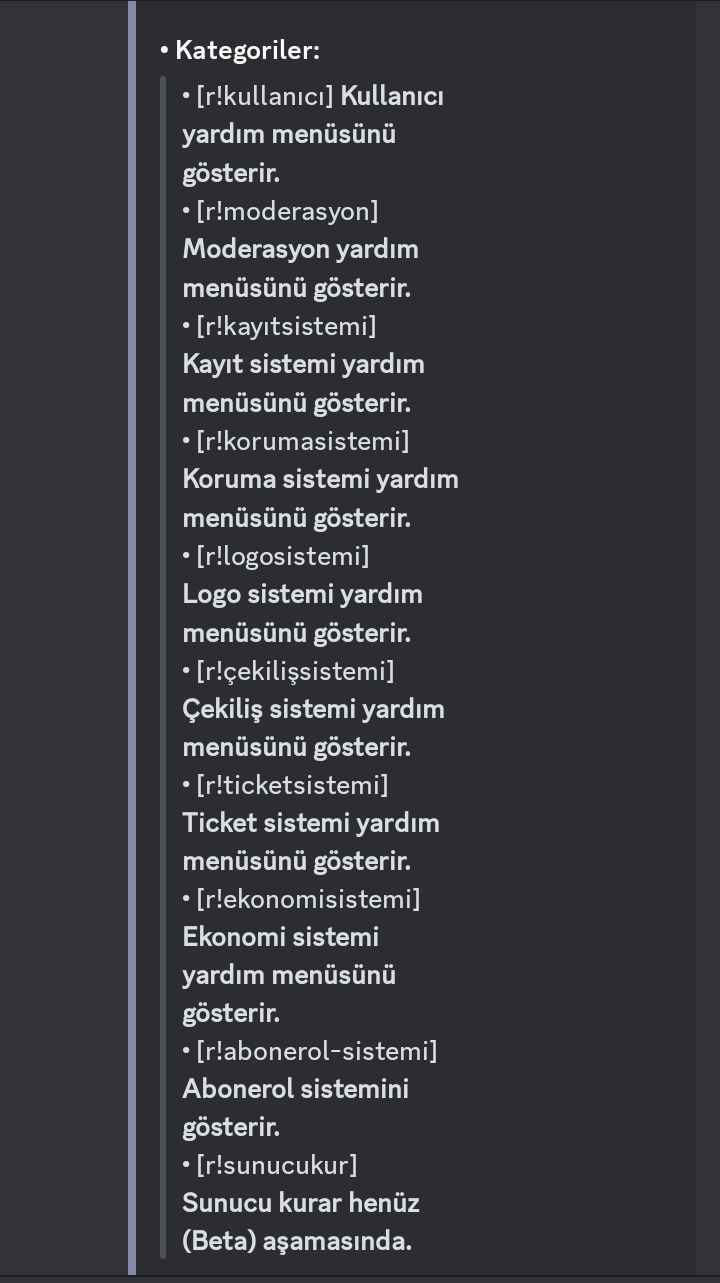 • Kategoriler:
• [r!kullanıcı] Kullanıcı
yardım menüsünü
gösterir.
• [r!moderasyon]
Moderasyon yardım
menüsünü gösterir.
• [r!kayıtsistemi]
Kayıt sistemi yardım
menüsünü gösterir.
• [r!korumasistemi]
Koruma sistemi yardım
menüsünü gösterir.
• [r!logosistemi]
Logo sistemi yardım
menüsünü gösterir.
• [r!çekilişsistemi]
Çekiliş sistemi yardım
menüsünü gösterir.
• [r!ticketsistemi]
Ticket sistemi yardım
menüsünü gösterir.
• [r!ekonomisistemi]
Ekonomi sistemi
yardım menüsünü
gösterir.
• [r!abonerol-sistemi]
Abonerol sistemini
gösterir.
• [r!sunucukur]
Sunucu kurar henüz
(Beta) aşamasında.